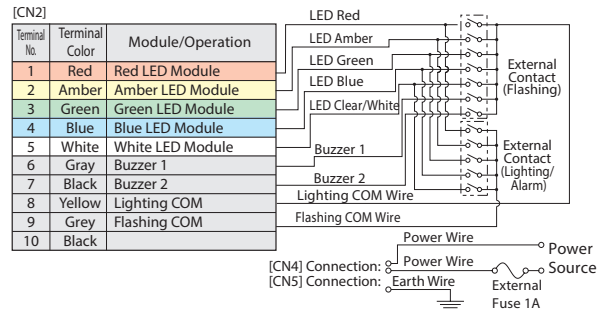 [CN2]
Terminal No. Terminal Color Module/Operation
1 Red Red LED Module
2 Amber Amber LED Module
3 Green Green LED Module
4 Blue Blue LED Module
5 White White LED Module
6 Gray Buzzer 1
7 Black Buzzer 2
8 Yellow Lighting COM
9 Grey Flashing COM
10 Black
LED Red
LED Amber
LED Green
LED Blue
LED Clear/White
Buzzer 1
Buzzer 2
Lighting COM Wire
Flashing COM Wire
External
Contact
(Flashing)
External
Contact
(Lighting/
Alarm)
Power Wire
[CN4] Connection: Power Wire
[CN5] Connection: Earth Wire
Power
Source
External
Fuse 1A